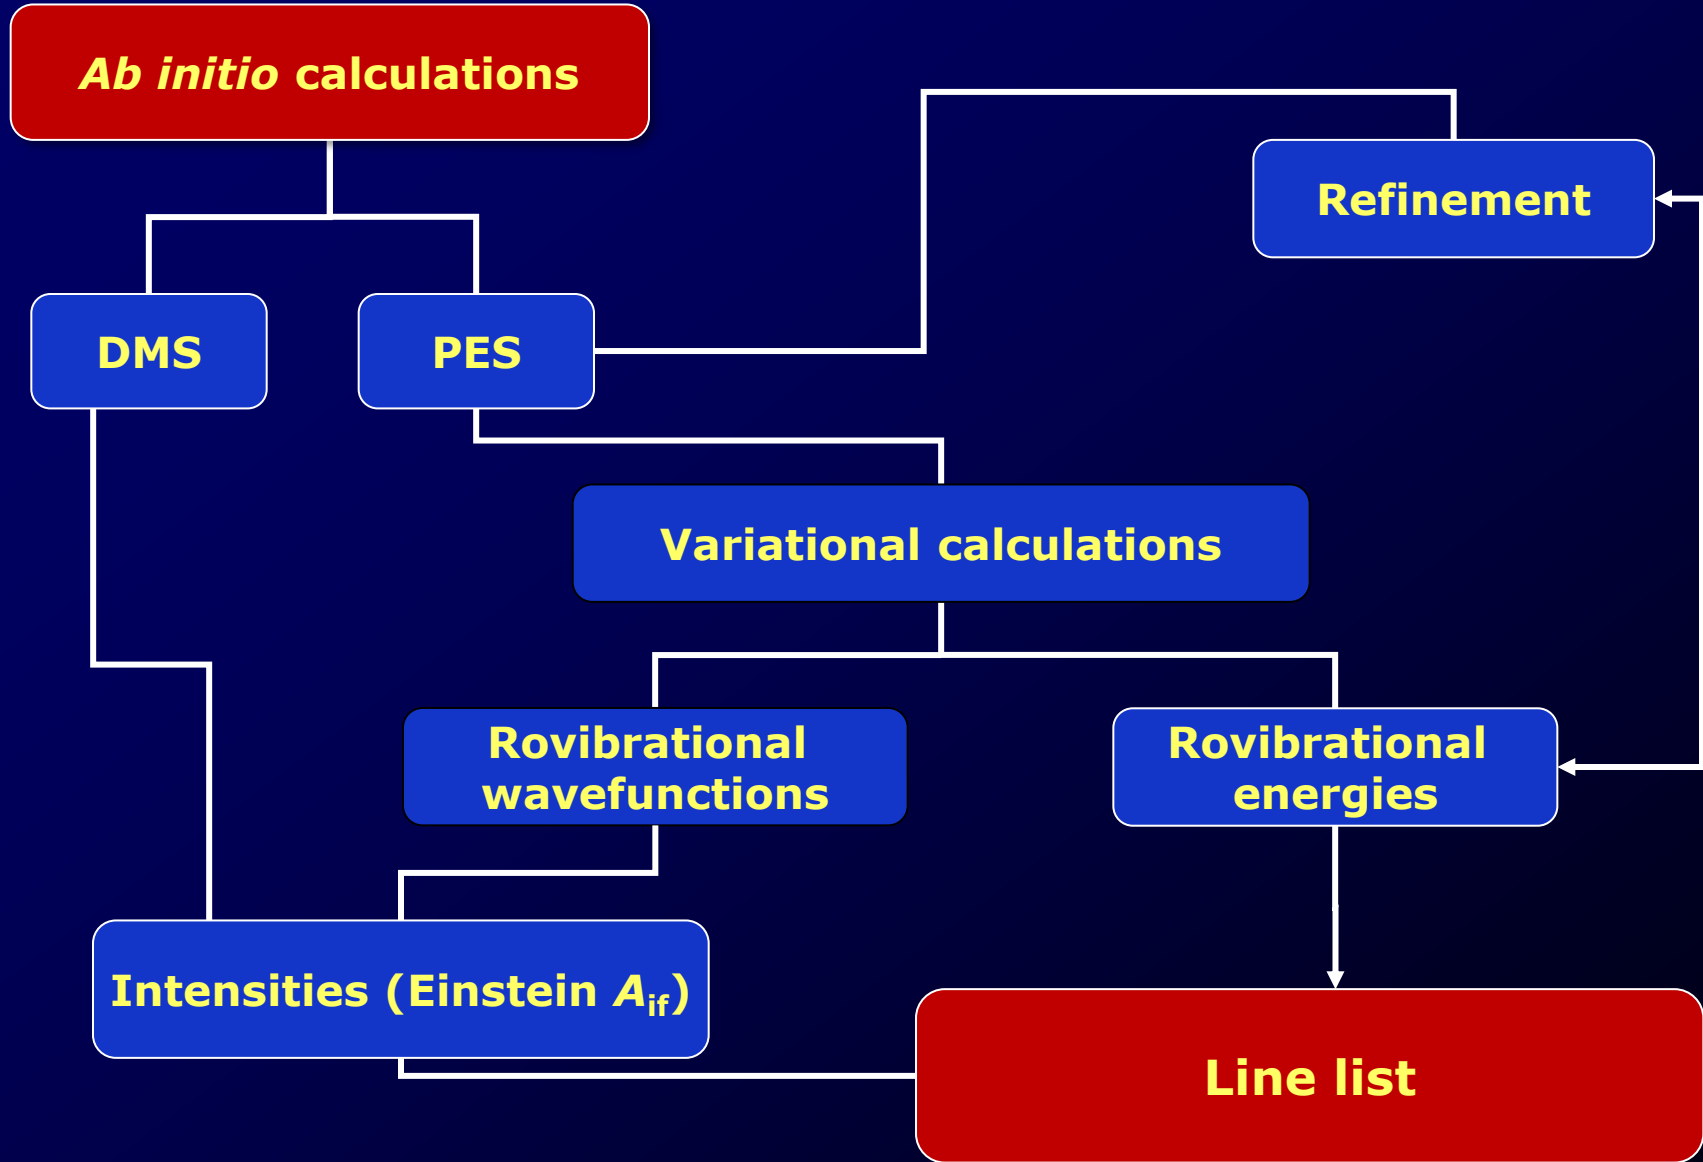 Ab initio calculations
Refinement
DMS
PES
Variational calculations
Rovibrational
wavefunctions
Rovibrational
energies
Intensities (Einstein Aif)
Line list